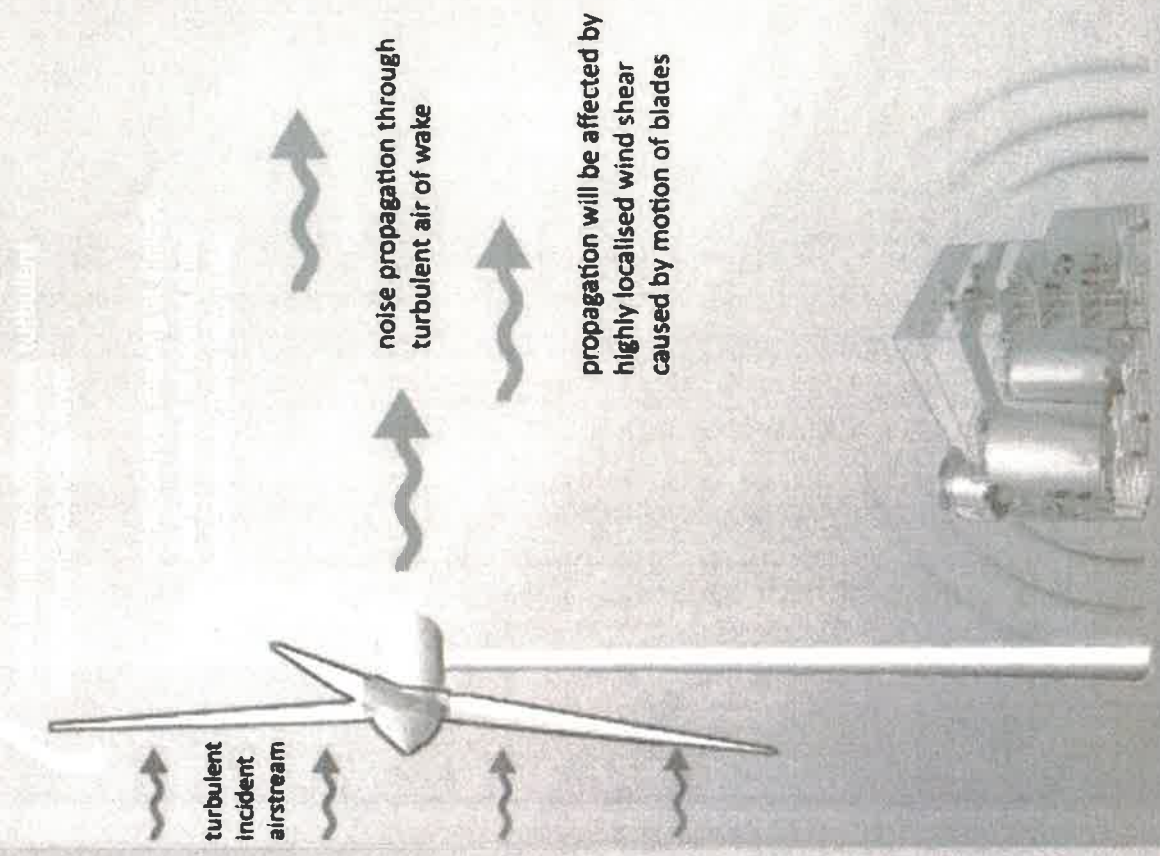 turbulent
incident
airstream
noise propagation through
turbulent air of wake
propagation will be affected by
highly localised wind shear
caused by motion of blades